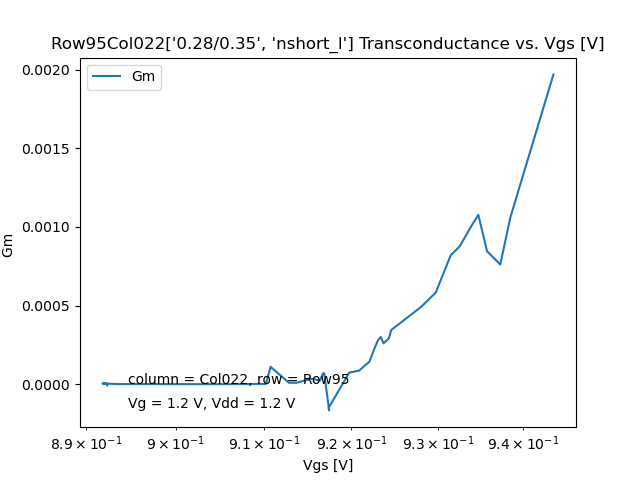 Row95Col022['0.28/0.35', 'nshort_l'] Transconductance vs. Vgs [V]
Gm
0.0020
0.0015
0.0010
0.0005
0.0000
Gm
column = Col022, row = Row95
Vg = 1.2 V, Vdd = 1.2 V
8.9 × 10⁻¹ 9 × 10⁻¹ 9.1 × 10⁻¹ 9.2 × 10⁻¹ 9.3 × 10⁻¹ 9.4 × 10⁻¹
Vgs [V]